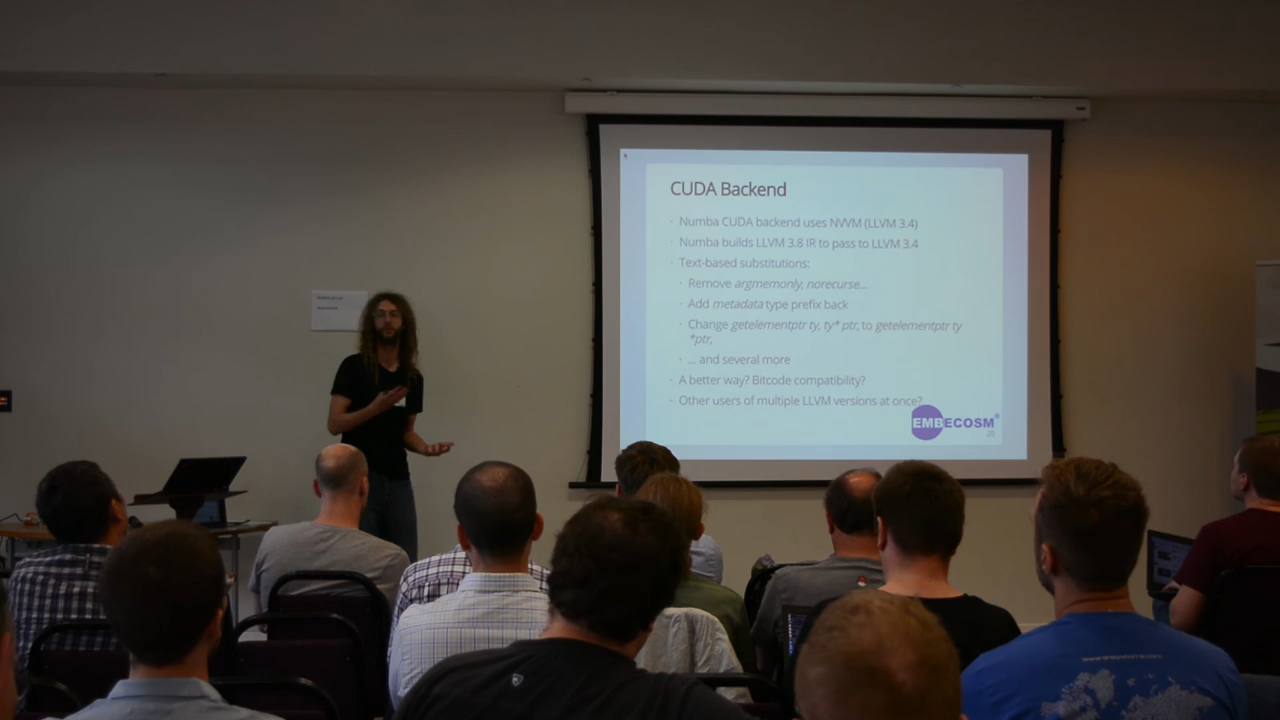 CUDA Backend
Numba CUDA backend uses NVVM (LLVM 3.4)
Numba builds LLVM 3.8 IR to pass to LLVM 3.4
Text-based substitutions:
Remove argmemonly, norecurse...
Add metadata type prefix back
Change getelementptr ty, ty* ptr, to getelementptr ty
*ptr,
... and several more
A better way? Bitcode compatibility?
Other users of multiple LLVM versions at once?
EMBECOSM®
20